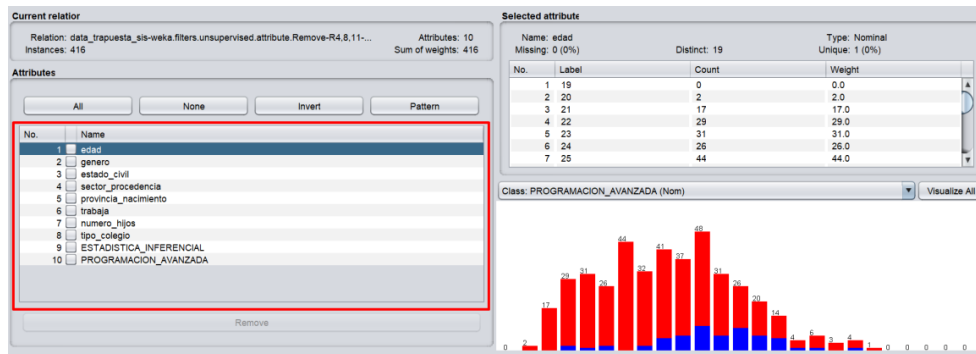 Current relatior
Relation: data_trapuesta_sis-weka.filters.unsupervised.attribute.Remove-R4,8,11-... Attributes: 10
Instances: 416 Sum of weights: 416
Attributes
All None Invert Pattern
No. Name
1 edad
2 genero
3 estado_civil
4 sector_procedencia
5 provincia_nacimiento
6 trabaja
7 numero_hijos
8 tipo_colegio
9 ESTADISTICA_INFERENCIAL
10 PROGRAMACION_AVANZADA
Remove
Selected attribute
Name: edad Type: Nominal
Missing: 0 (0%) Distinct: 19 Unique: 1 (0%)
No. Label Count Weight
1 19 0 0.0
2 20 2 2.0
3 21 17 17.0
4 22 29 29.0
5 23 31 31.0
6 24 26 26.0
7 25 44 44.0
Class: PROGRAMACION_AVANZADA (Nom) Visualize All
0 2 17 29 31 26 44 32 41 37 48 31 26 20 14 4 6 3 4 1 0 0 0 0 0